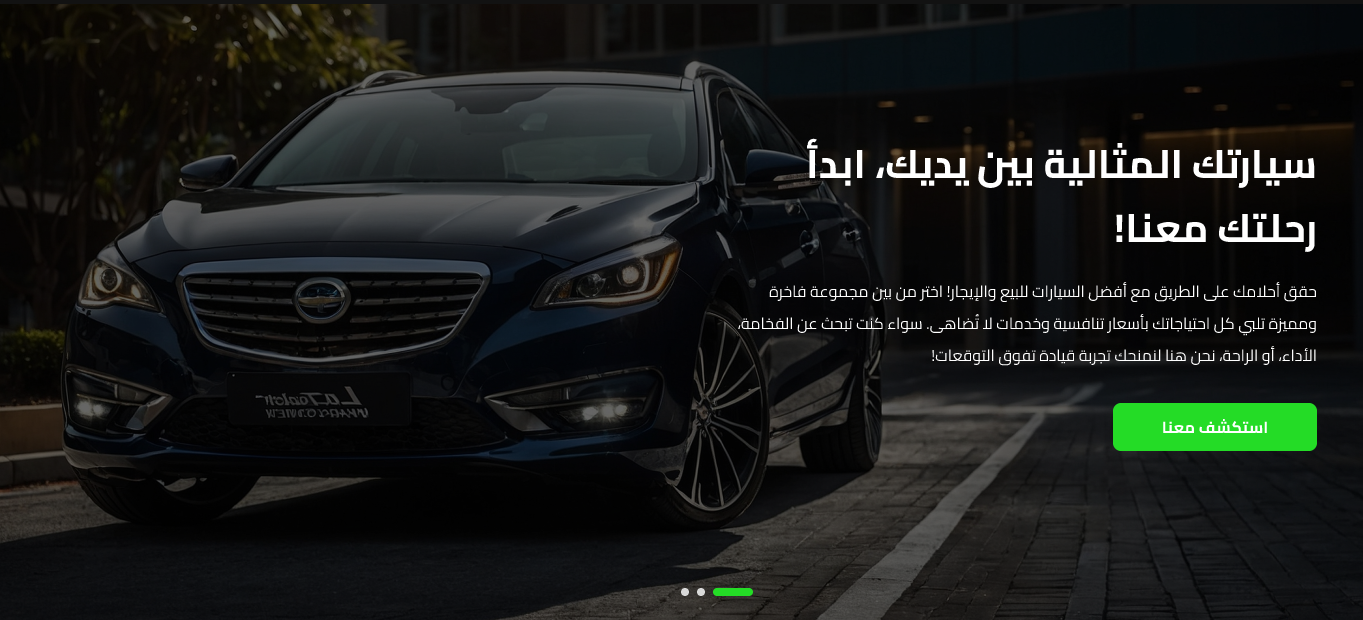 سيارتك المثالية بين يديك، ابدأ
رحلتك معنا!
حقق أحلامك على الطريق مع أفضل السيارات للبيع والإيجار! اختر من بين مجموعة فاخرة
ومميزة تلبي كل احتياجاتك بأسعار تنافسية وخدمات لا تُضاهى. سواء كنت تبحث عن الفخامة،
الأداء، أو الراحة، نحن هنا لنمنحك تجربة قيادة تفوق التوقعات!
استكشف معنا